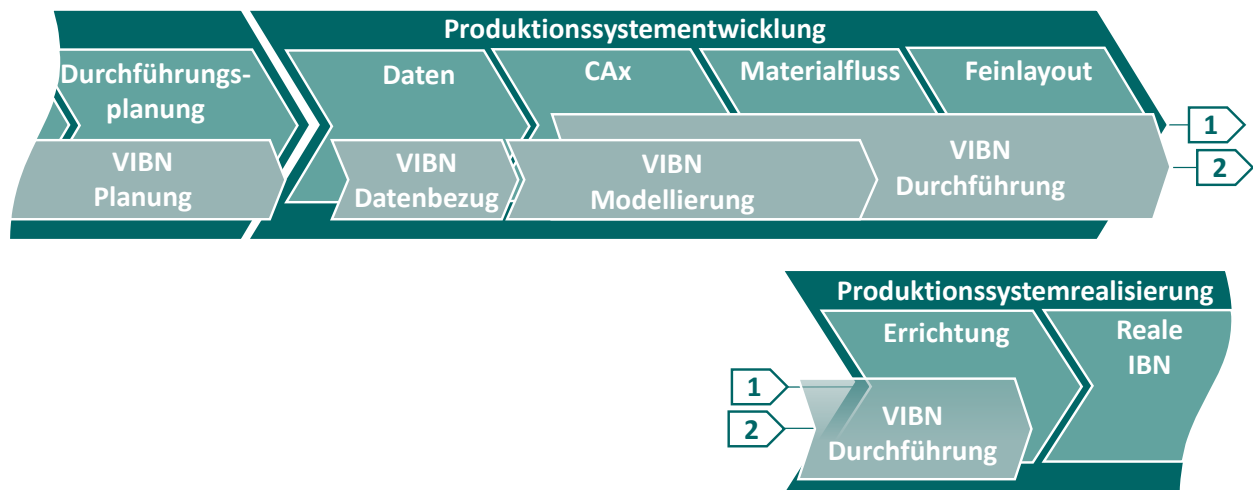 Produktionssystementwicklung
Durchführungs-
planung
Daten
CAx
Materialfluss
Feinlayout
VIBN
Planung
VIBN
Datenbezug
VIBN
Modellierung
VIBN
Durchführung
1
2
Produktionssystemrealisierung
Errichtung
Reale
IBN
1
2
VIBN
Durchführung